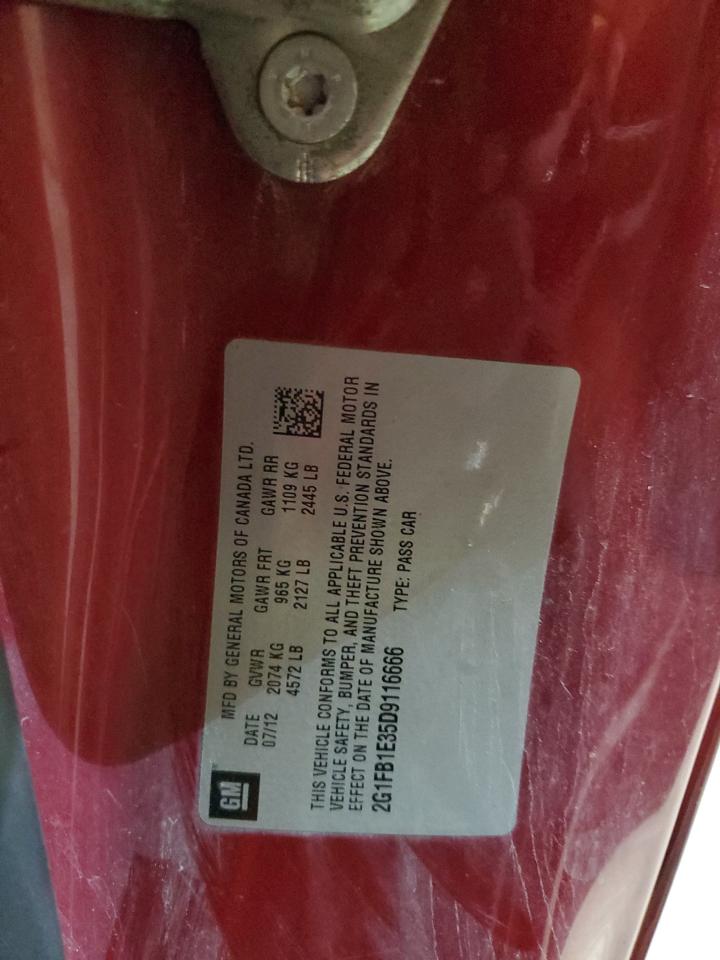 GM
MFD BY GENERAL MOTORS OF CANADA LTD.
DATE GVWR GAWR FRT GAWR RR
07/12 2074 KG 965 KG 1109 KG
4572 LB 2127 LB 2445 LB
THIS VEHICLE CONFORMS TO ALL APPLICABLE U.S. FEDERAL MOTOR
VEHICLE SAFETY, BUMPER, AND THEFT PREVENTION STANDARDS IN
EFFECT ON THE DATE OF MANUFACTURE SHOWN ABOVE.
2G1FB1E35D9116666 TYPE: PASS CAR